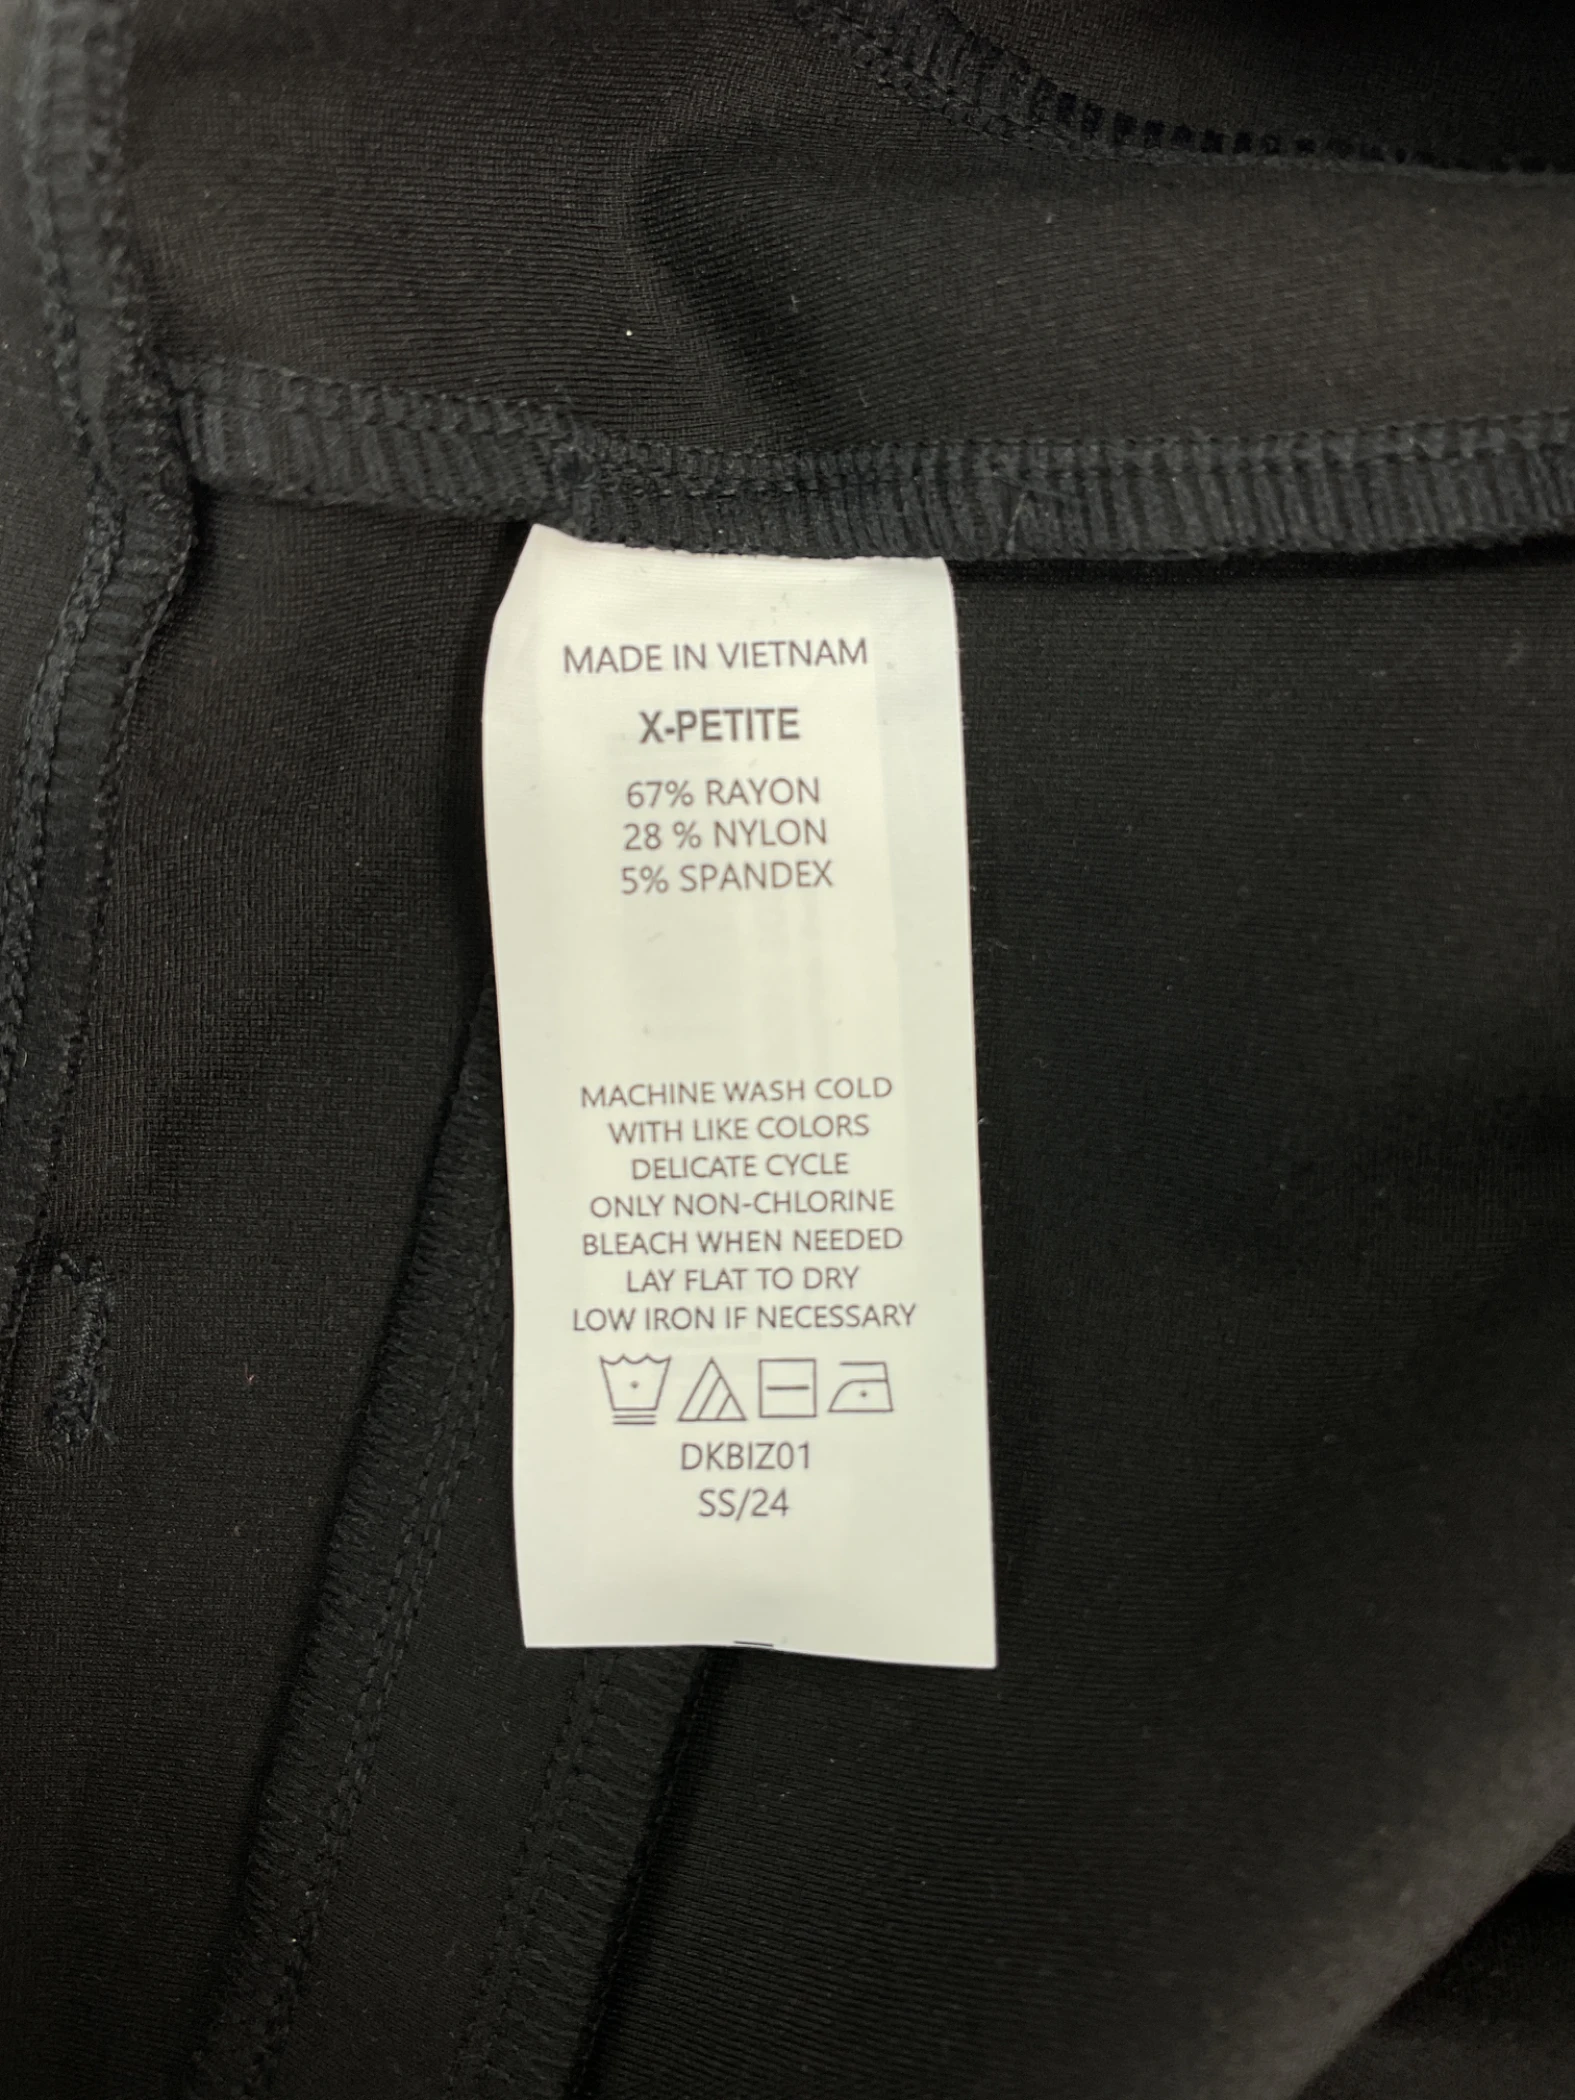 MADE IN VIETNAM
X-PETITE
67% RAYON
28 % NYLON
5% SPANDEX
MACHINE WASH COLD
WITH LIKE COLORS
DELICATE CYCLE
ONLY NON-CHLORINE
BLEACH WHEN NEEDED
LAY FLAT TO DRY
LOW IRON IF NECESSARY
DKBIZ01
SS/24